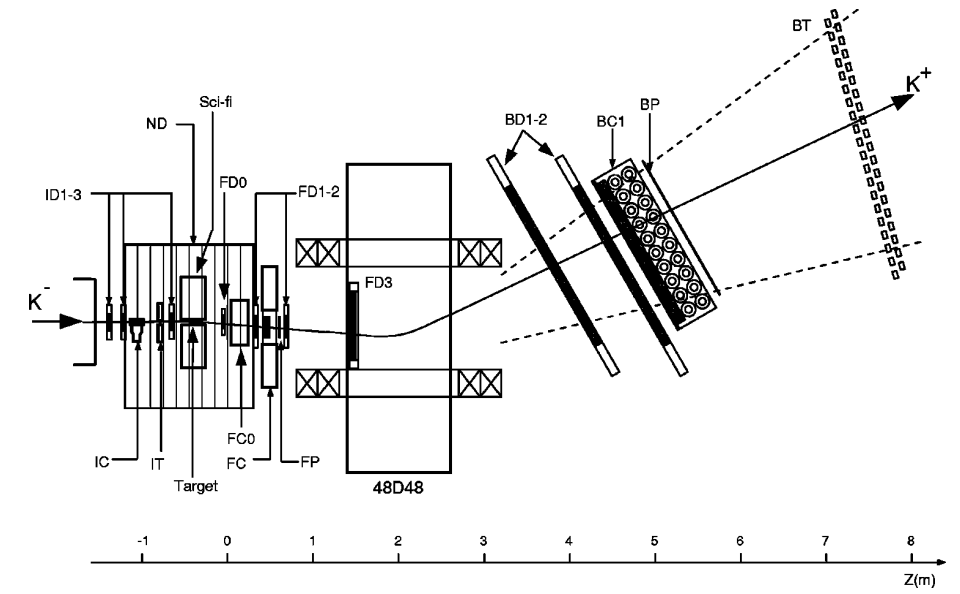 BT
K+
Sci-fi
BP
ND
BD1-2
BC1
ID1-3
FD0
FD1-2
FD3
K-
IC
IT
FC0
FC
FP
Target
48D48
-1 0 1 2 3 4 5 6 7 8
Z(m)